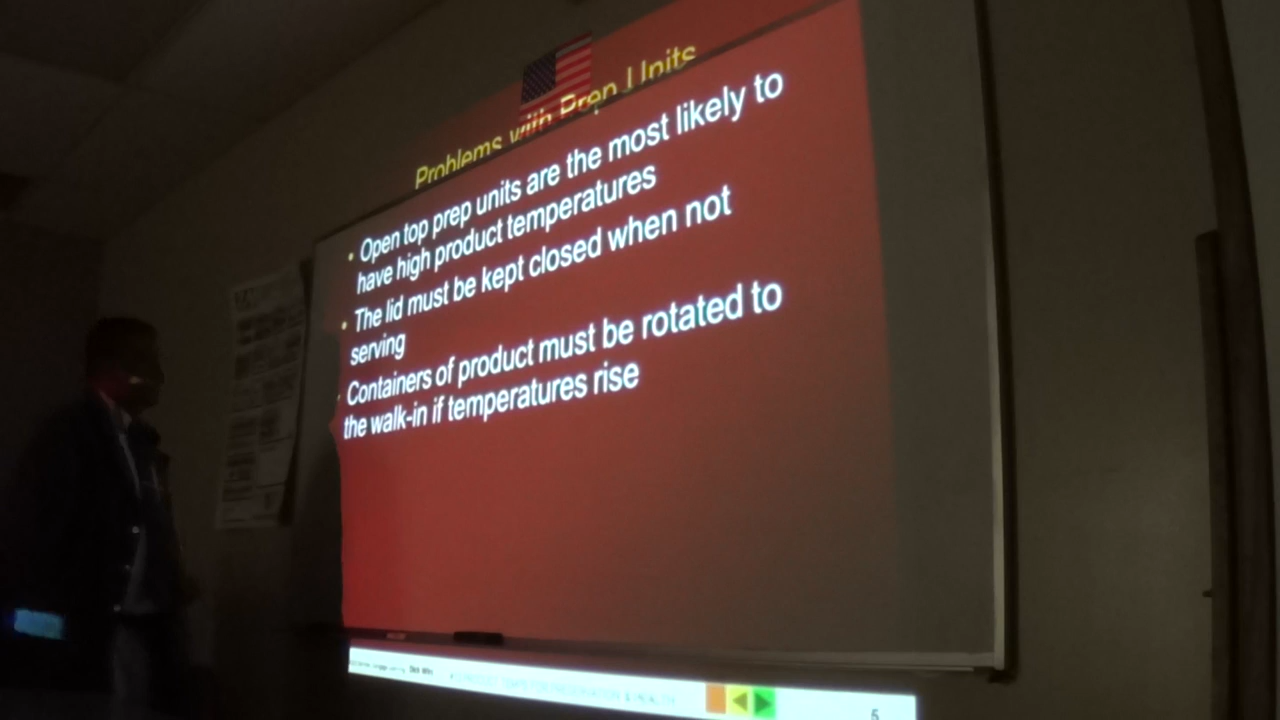 Problems with Prep Units
• Open top prep units are the most likely to
have high product temperatures
• The lid must be kept closed when not
serving
• Containers of product must be rotated to
the walk-in if temperatures rise
5